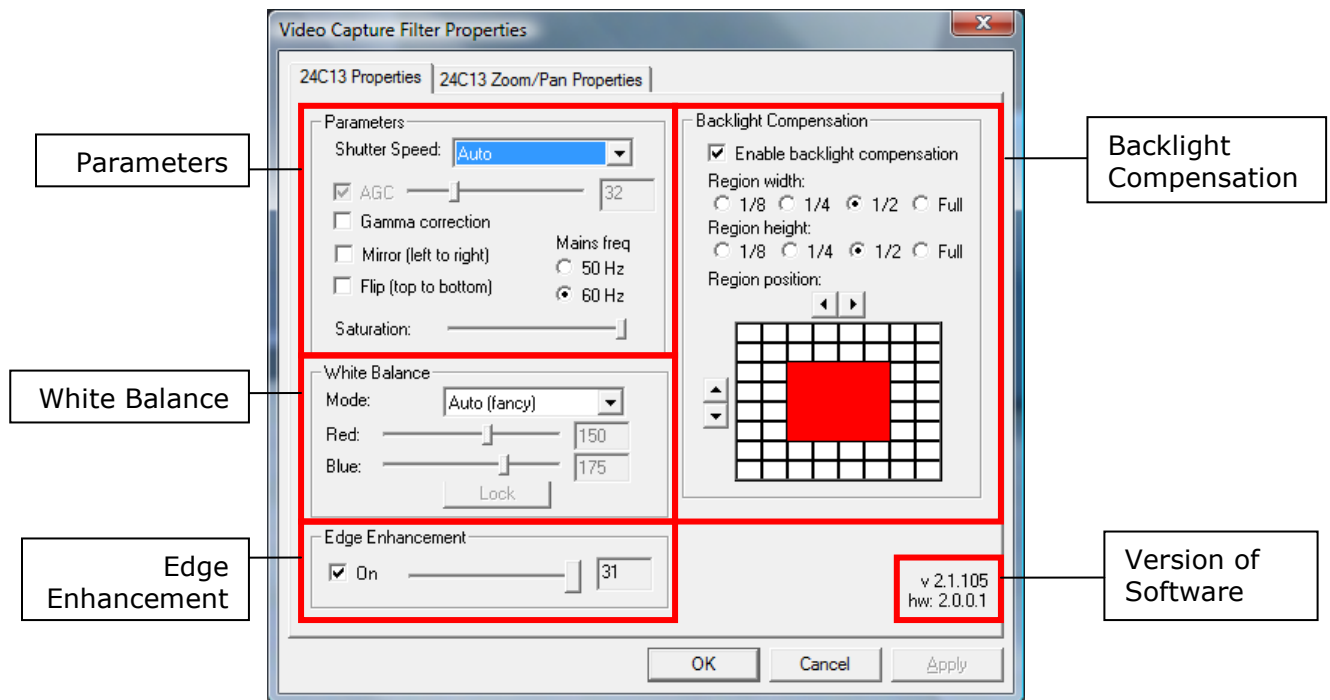 Video Capture Filter Properties
24C13 Properties
24C13 Zoom/Pan Properties
Parameters
Parameters
Shutter Speed: Auto
AGC 32
Gamma correction
Mirror (left to right)
Flip (top to bottom)
Mains freq
50 Hz
60 Hz
Saturation:
White Balance
White Balance
Mode: Auto (fancy)
Red: 150
Blue: 175
Lock
Edge
Enhancement
Edge Enhancement
On 31
Backlight Compensation
Enable backlight compensation
Region width:
1/8 1/4 1/2 Full
Region height:
1/8 1/4 1/2 Full
Region position:
Backlight
Compensation
v 2.1.105
hw: 2.0.0.1
Version of
Software
OK Cancel Apply